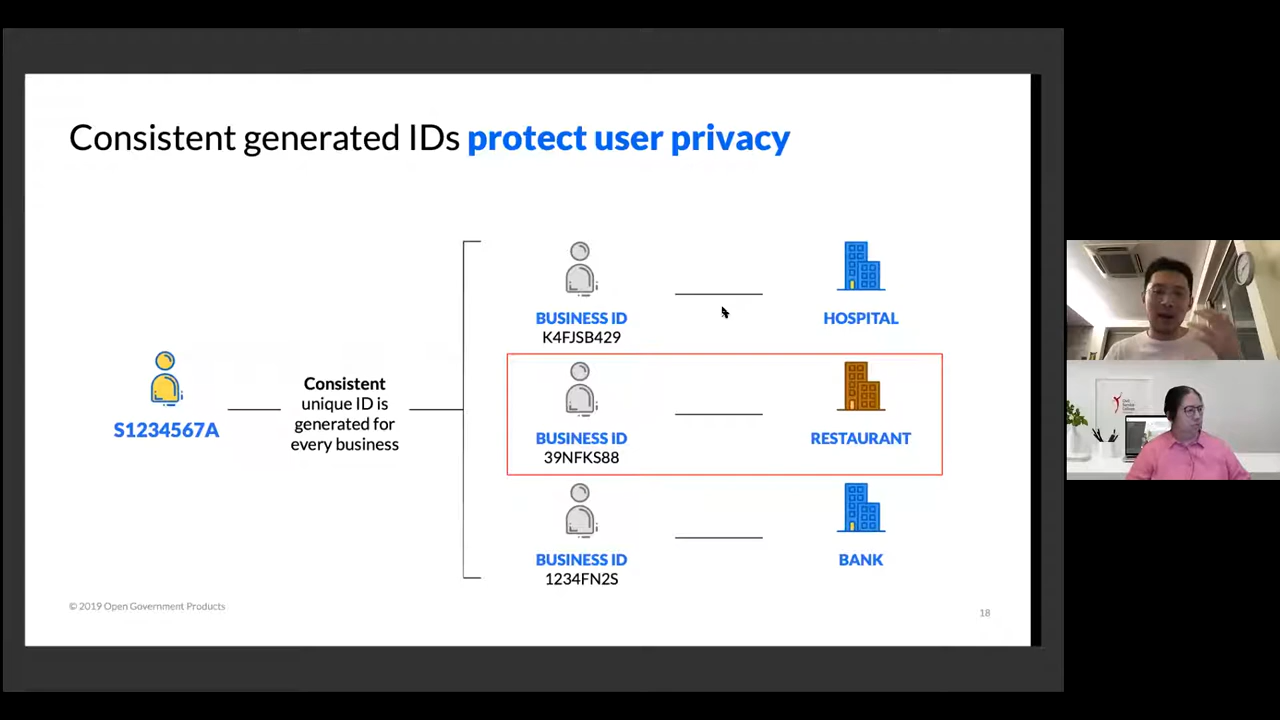 Consistent generated IDs protect user privacy
BUSINESS ID
K4FJSB429
HOSPITAL
S1234567A
Consistent
unique ID is
generated for
every business
BUSINESS ID
39NFKS88
RESTAURANT
BUSINESS ID
1234FN2S
BANK
© 2019 Open Government Products
18